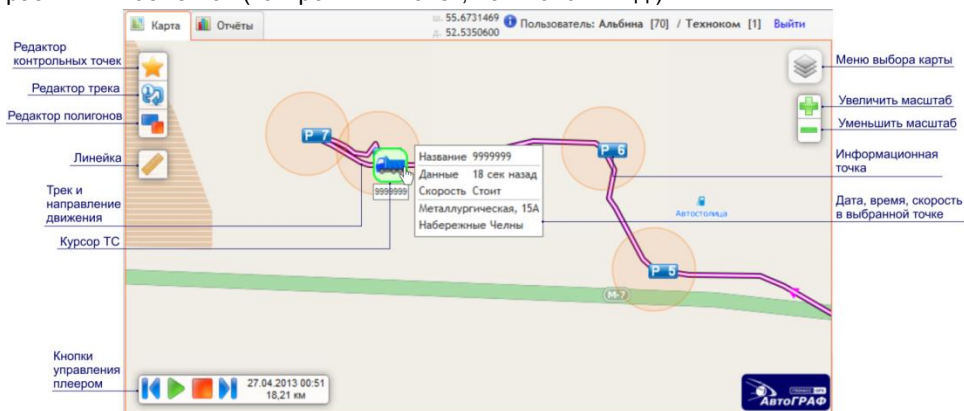 Карта
Отчёты
ш. 55.6731469
д. 52.5350600
Пользователь: Альбина [70] / Техноком [1] Выйти
Редактор
контрольных точек
Редактор трека
Редактор полигонов
Линейка
Трек и
направление
движения
Курсор ТС
Кнопки
управления
плеером
P 7
P 6
P 5
9999999
Название 9999999
Данные 18 сек назад
Скорость Стоит
Металлургическая, 15А
Набережные Челны
Автостолица
М-7
Меню выбора карты
Увеличить масштаб
Уменьшить масштаб
Информационная
точка
Дата, время, скорость
в выбранной точке
27.04.2013 00:51
18,21 км
АвтоГРАФ